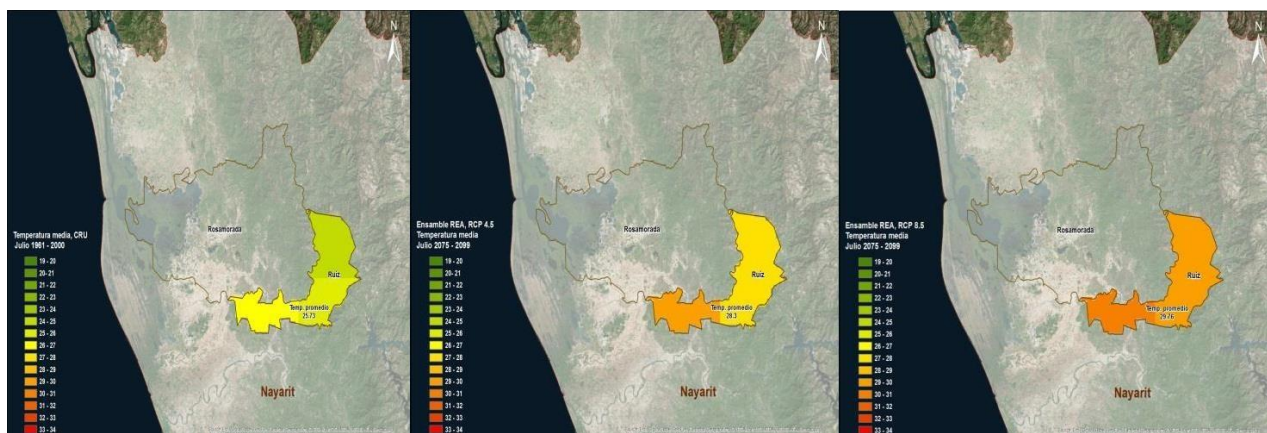 N
Rosamorada
Ruiz
Temp. promedio
25.73
Nayarit
Temperatura media, CRU
Julio 1961 - 2000
19 - 20
20 - 21
21 - 22
22 - 23
23 - 24
24 - 25
25 - 26
26 - 27
27 - 28
28 - 29
29 - 30
30 - 31
31 - 32
32 - 33
33 - 34
N
Rosamorada
Ruiz
Temp. promedio
28.3
Nayarit
Ensamble REA, RCP 4.5
Temperatura media
Julio 2075 - 2099
19 - 20
20 - 21
21 - 22
22 - 23
23 - 24
24 - 25
25 - 26
26 - 27
27 - 28
28 - 29
29 - 30
30 - 31
31 - 32
32 - 33
33 - 34
N
Rosamorada
Ruiz
Temp. promedio
29.76
Nayarit
Ensamble REA, RCP 8.5
Temperatura media
Julio 2075 - 2099
19 - 20
20 - 21
21 - 22
22 - 23
23 - 24
24 - 25
25 - 26
26 - 27
27 - 28
28 - 29
29 - 30
30 - 31
31 - 32
32 - 33
33 - 34